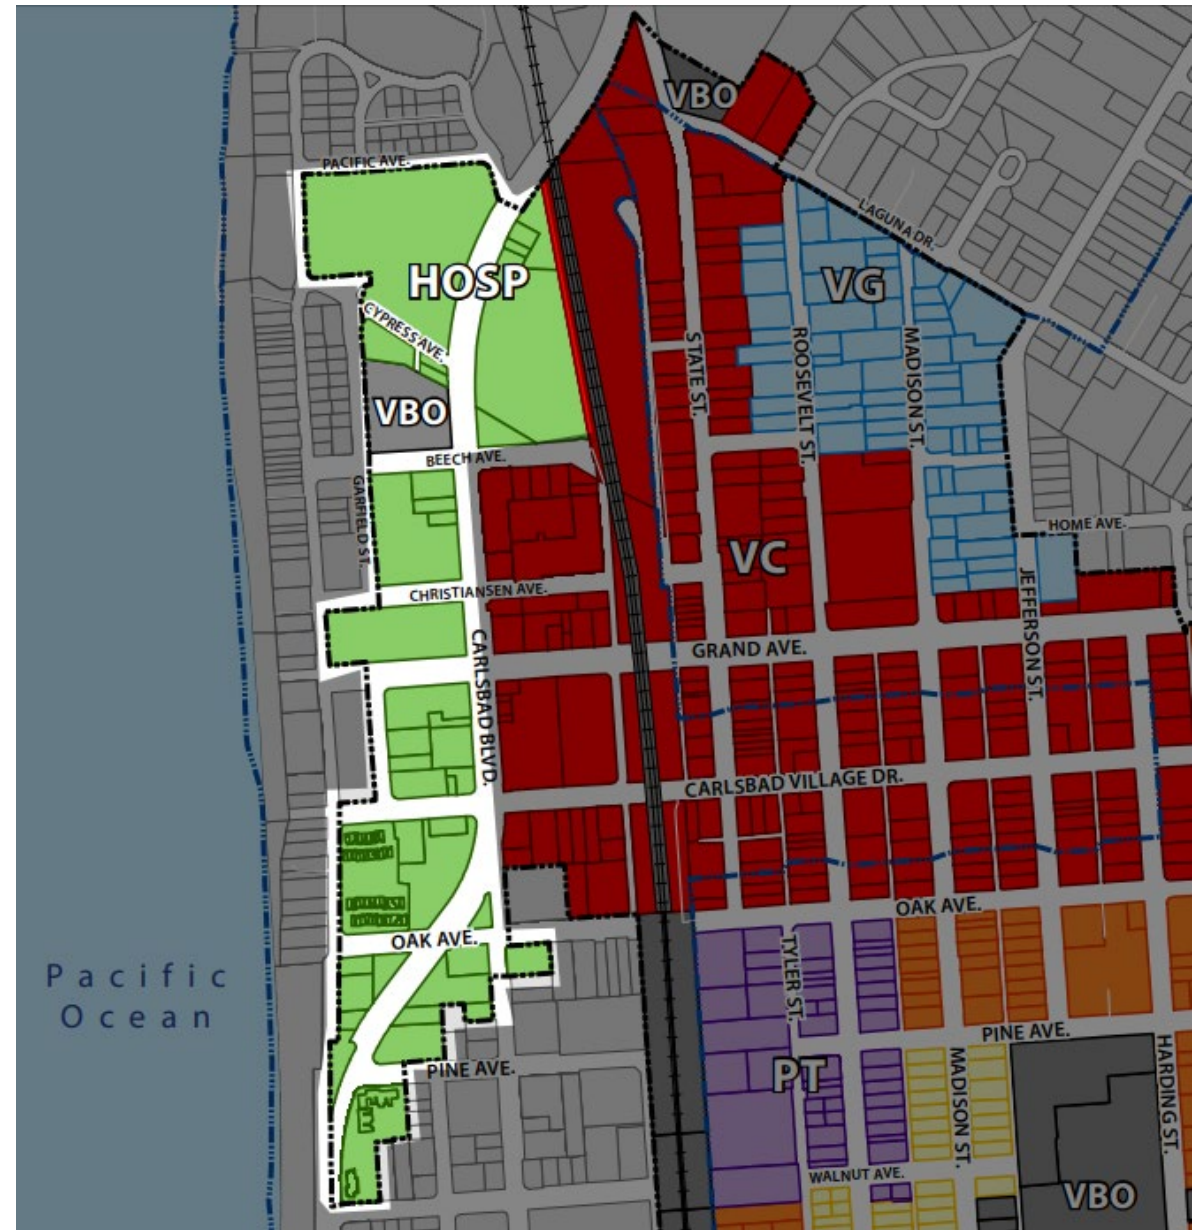 VBO
PACIFIC AVE.
LAGUNA DR.
HOSP
VG
CYPRESS AVE.
STATE ST.
ROOSEVELT ST.
MADISON ST.
VBO
BEECH AVE.
GARFIELD ST.
HOME AVE.
VC
CHRISTIANSEN AVE.
JEFFERSON ST.
GRAND AVE.
CARLSBAD BLVD.
CARLSBAD VILLAGE DR.
OAK AVE.
OAK AVE.
TYLER ST.
Pacific
Ocean
PINE AVE.
PINE AVE.
PT
MADISON ST.
HARDING ST.
WALNUT AVE.
VBO